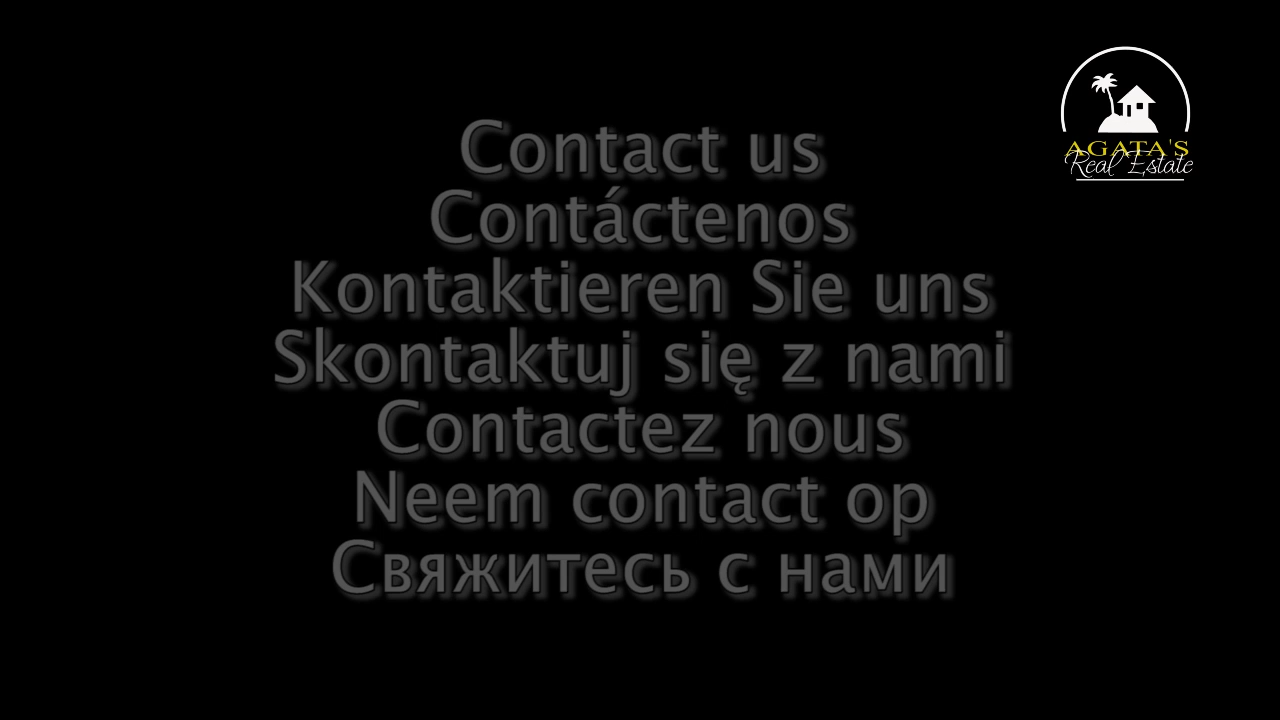 Contact us
Contáctenos
Kontaktieren Sie uns
Skontaktuj się z nami
Contactez nous
Neem contact op
Свяжитесь с нами
AGATA'S
Real Estate